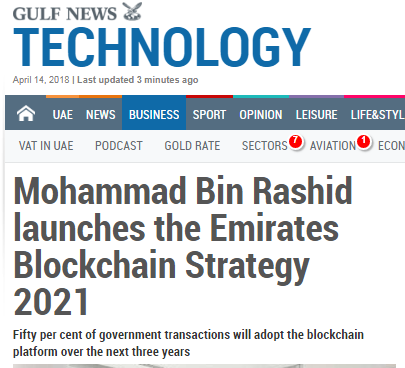 GULF NEWS
TECHNOLOGY
April 14, 2018 | Last updated 3 minutes ago
UAE NEWS BUSINESS SPORT OPINION LEISURE LIFE&STYL
VAT IN UAE PODCAST GOLD RATE SECTORS 7 AVIATION 1 ECON
Mohammad Bin Rashid
launches the Emirates
Blockchain Strategy
2021
Fifty per cent of government transactions will adopt the blockchain
platform over the next three years